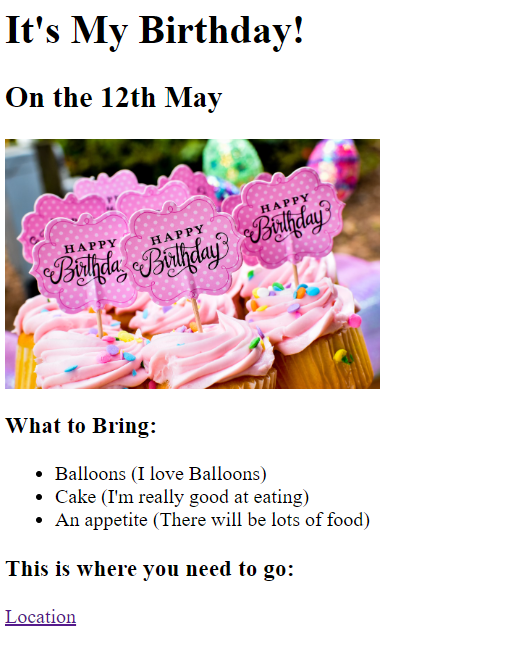 It's My Birthday!
On the 12th May
HAPPY
Birthday
HAPPY
Birthday
HAPPY
Birthda
What to Bring:
Balloons (I love Balloons)
Cake (I'm really good at eating)
An appetite (There will be lots of food)
This is where you need to go:
Location